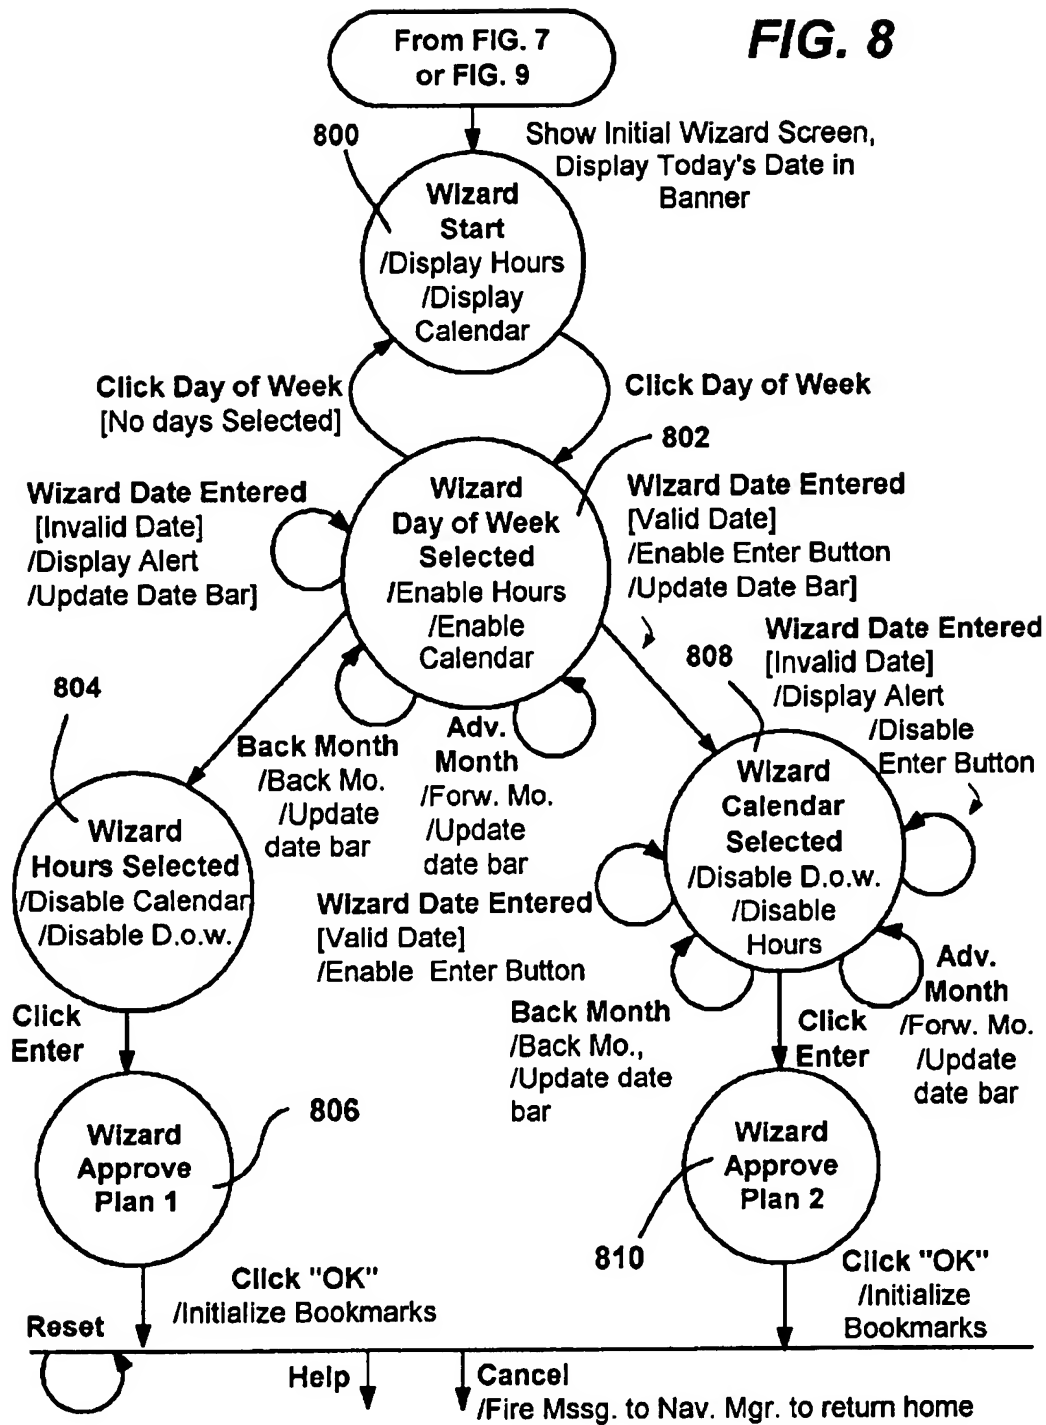 FIG. 8
From FIG. 7
or FIG. 9
800
Show Initial Wizard Screen,
Display Today's Date in
Banner
Wizard
Start
/Display Hours
/Display
Calendar
Click Day of Week
[No days Selected]
Click Day of Week
802
Wizard
Day of Week
Selected
/Enable Hours
/Enable
Calendar
Wizard Date Entered
[Invalid Date]
/Display Alert
/Update Date Bar]
Wizard Date Entered
[Valid Date]
/Enable Enter Button
/Update Date Bar]
Wizard Date Entered
[Invalid Date]
/Display Alert
/Disable
Enter Button
808
804
Back Month
/Back Mo.
/Update
date bar
Adv.
Month
/Forw. Mo.
/Update
date bar
Wizard
Calendar
Selected
/Disable D.o.w.
/Disable
Hours
Wizard
Hours Selected
/Disable Calendar
/Disable D.o.w.
Wizard Date Entered
[Valid Date]
/Enable Enter Button
Back Month
/Back Mo.,
/Update date
bar
Adv.
Month
/Forw. Mo.
/Update
date bar
Click
Enter
Click
Enter
806
Wizard
Approve
Plan 1
Wizard
Approve
Plan 2
810
Click "OK"
/Initialize Bookmarks
Click "OK"
/Initialize
Bookmarks
Reset
Help
Cancel
/Fire Mssg. to Nav. Mgr. to return home